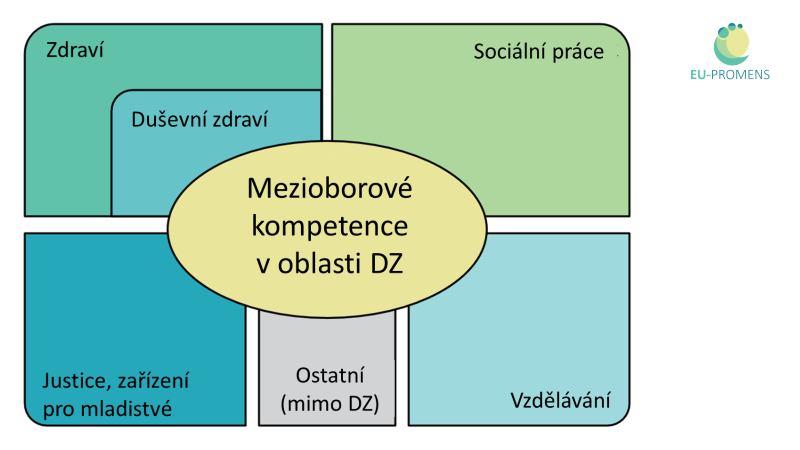 Zdraví
Sociální práce
EU-PROMENS
Duševní zdraví
Mezioborové
kompetence
v oblasti DZ
Justice, zařízení
pro mladistvé
Ostatní
(mimo DZ)
Vzdělávání